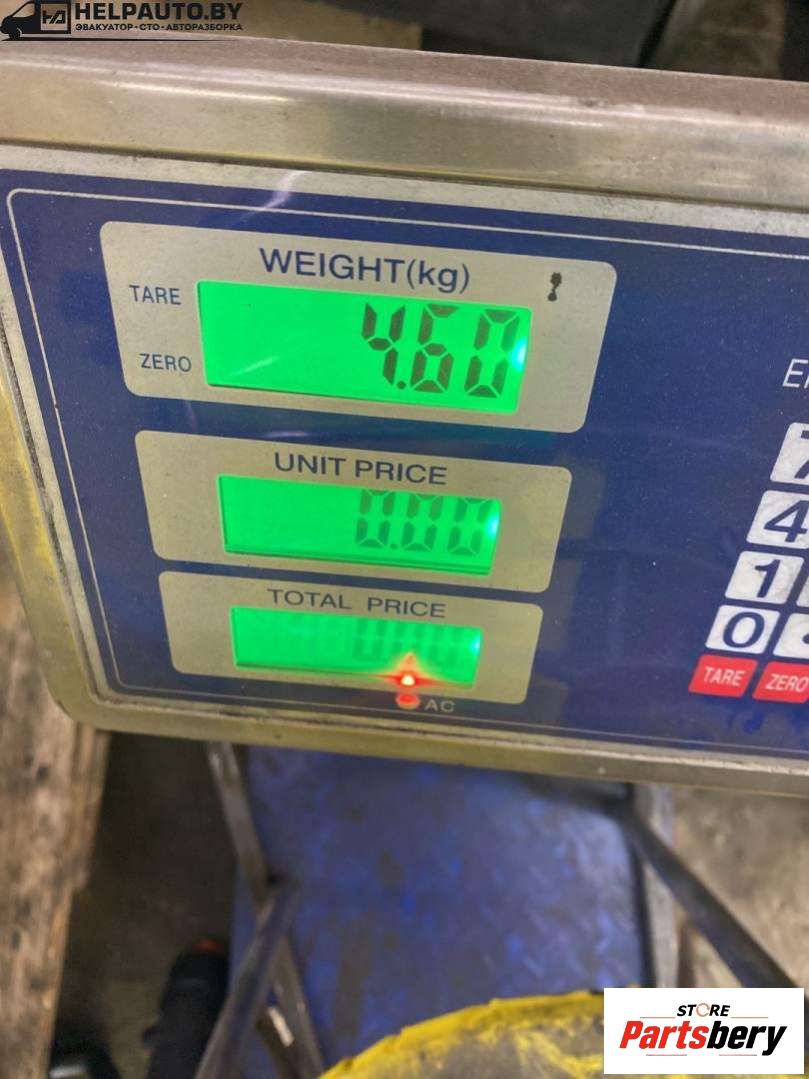 HELPAUTO.BY
ЭВАКУАТОР·СТО·АВТОРАЗБОРКА
WEIGHT(kg)
TARE
4.60
ZERO
UNIT PRICE
0.00
7
TOTAL PRICE
4
1
0
AC
TARE
ZERO
STORE
Partsbery